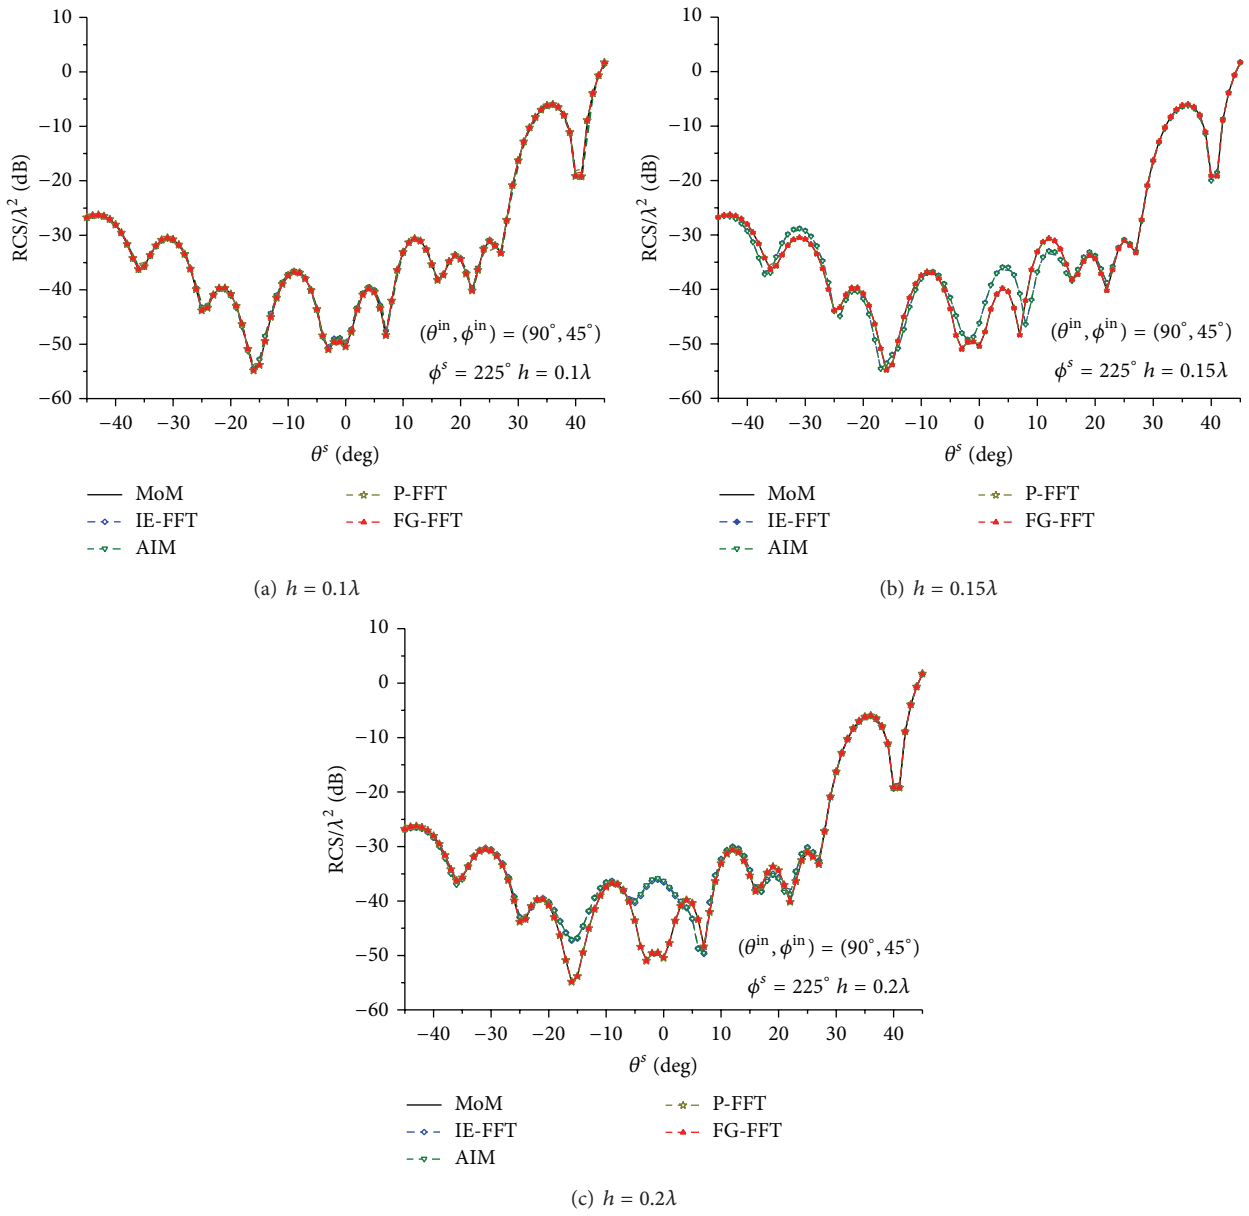 10
0
−10
−20
−30
−40
−50
−60
RCS/λ² (dB)
(θⁱⁿ, ϕⁱⁿ) = (90°, 45°)
ϕˢ = 225° h = 0.1λ
−40 −30 −20 −10 0 10 20 30 40
θˢ (deg)
MoM
IE-FFT
AIM
P-FFT
FG-FFT
(a) h = 0.1λ
10
0
−10
−20
−30
−40
−50
−60
RCS/λ² (dB)
(θⁱⁿ, ϕⁱⁿ) = (90°, 45°)
ϕˢ = 225° h = 0.15λ
−40 −30 −20 −10 0 10 20 30 40
θˢ (deg)
MoM
IE-FFT
AIM
P-FFT
FG-FFT
(b) h = 0.15λ
10
0
−10
−20
−30
−40
−50
−60
RCS/λ² (dB)
(θⁱⁿ, ϕⁱⁿ) = (90°, 45°)
ϕˢ = 225° h = 0.2λ
−40 −30 −20 −10 0 10 20 30 40
θˢ (deg)
MoM
IE-FFT
AIM
P-FFT
FG-FFT
(c) h = 0.2λ